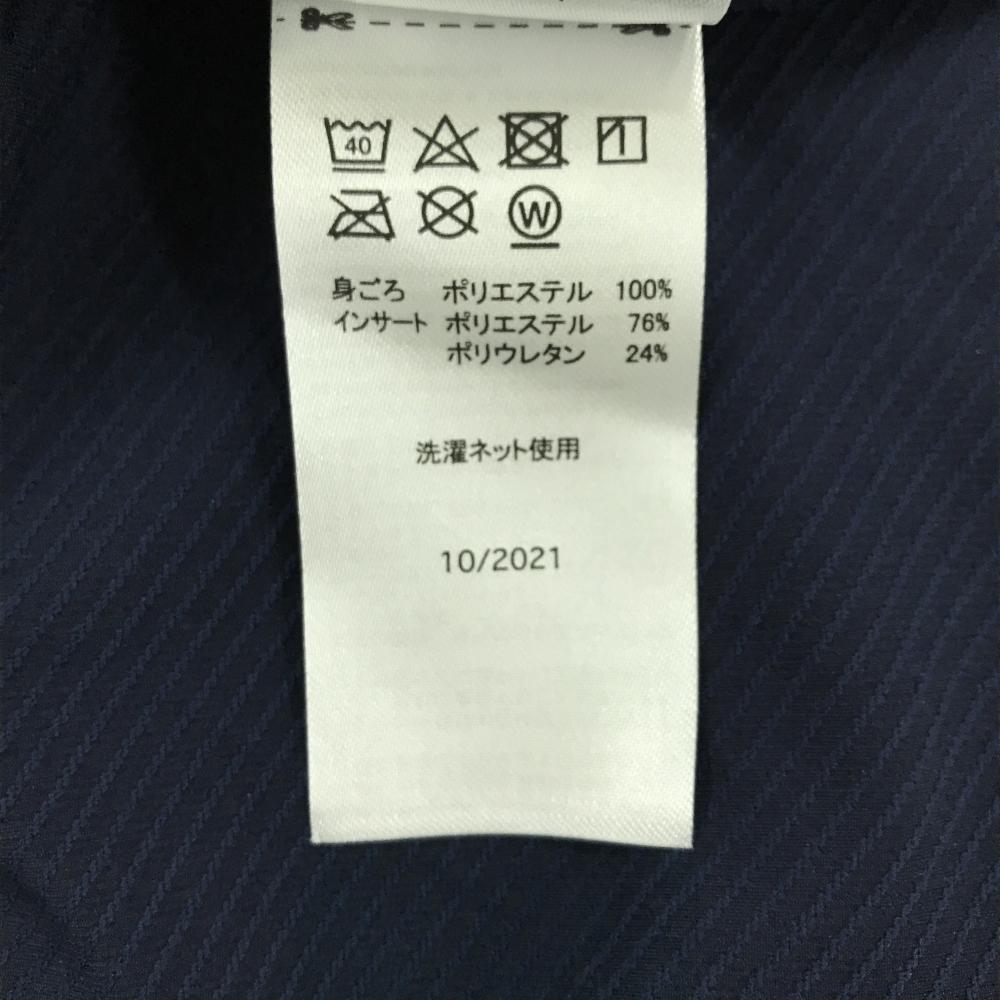 40
W
身ごろ ポリエステル 100%
インサート ポリエステル 76%
ポリウレタン 24%
洗濯ネット使用
10/2021